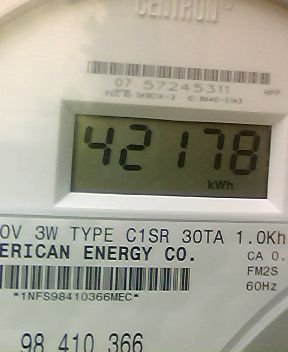 CENTRON®
07 57245311
42178
kWh
0V 3W TYPE C1SR 30TA 1.0Kh
ERICAN ENERGY CO.
CA 0.
FM2S
*1NFS98410366MEC*
60Hz
98 410 366